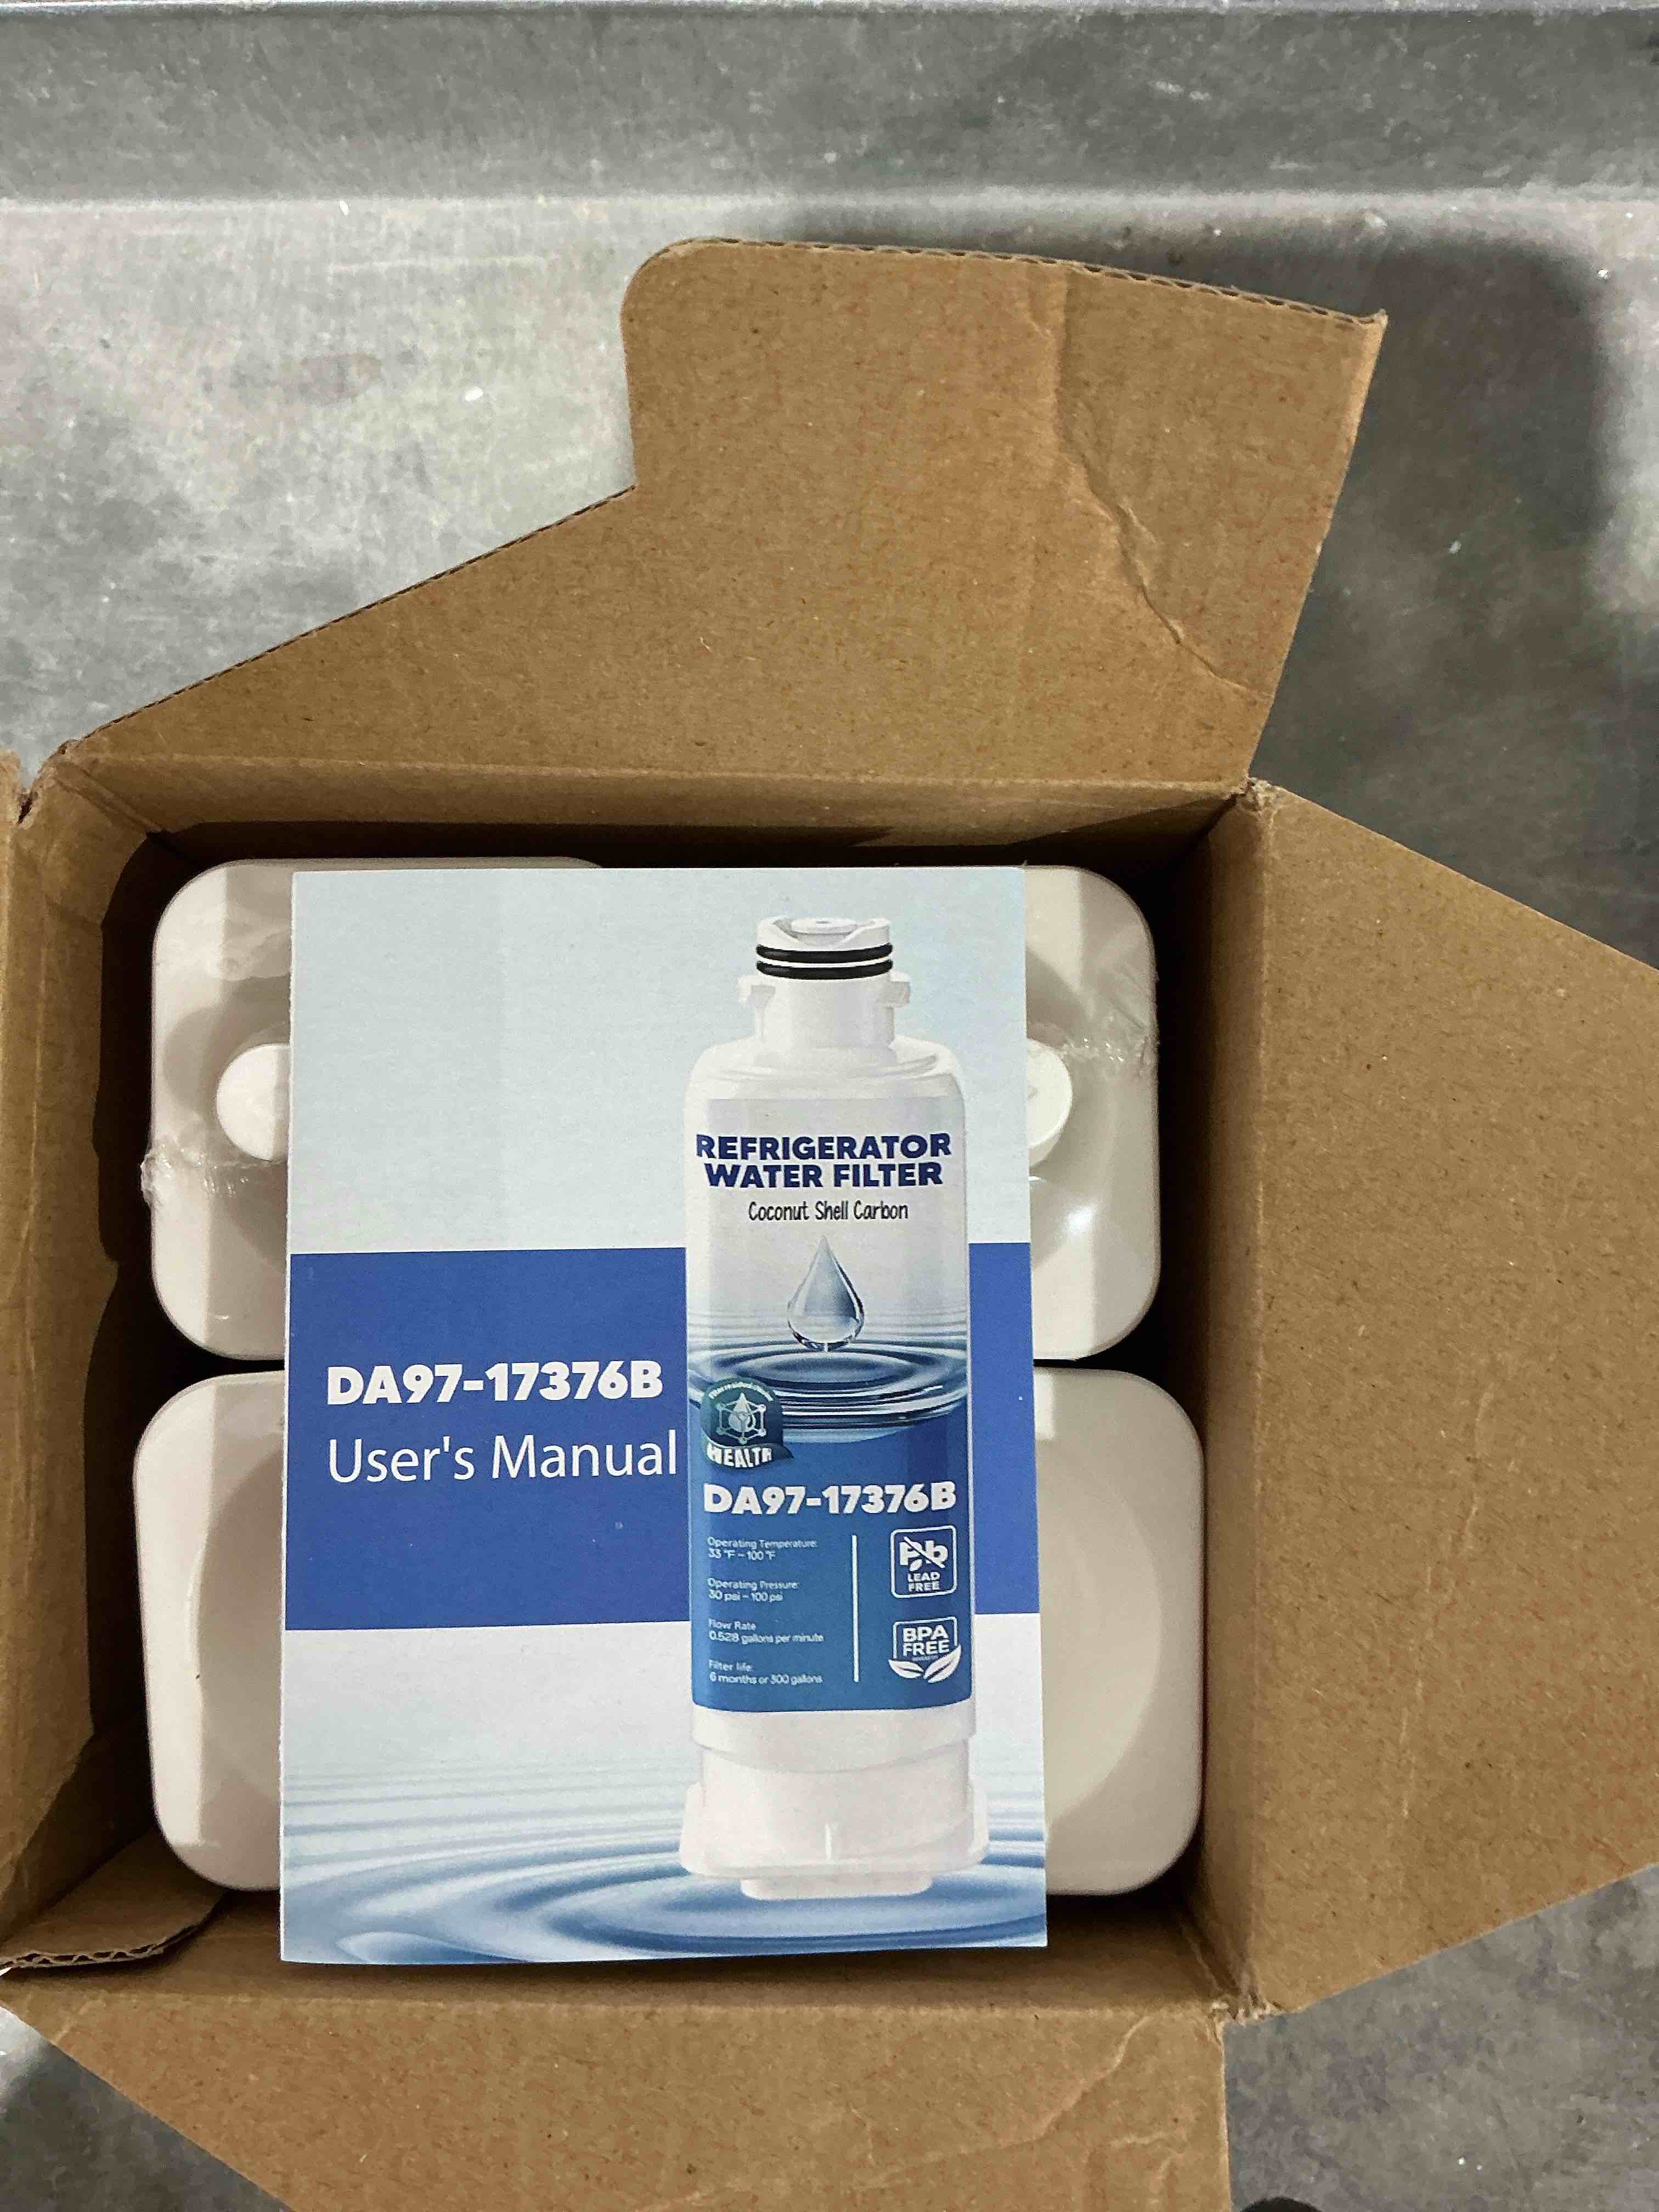 REFRIGERATOR
WATER FILTER
Coconut Shell Carbon
DA97-17376B
User's Manual
HEALTH
DA97-17376B
Operating Temperature:
33 °F ~ 100 °F
Operating Pressure:
30 psi ~ 100 psi
Flow Rate
0.528 gallons per minute
Filter life:
6 months or 300 gallons
Pb
LEAD
FREE
BPA
FREE